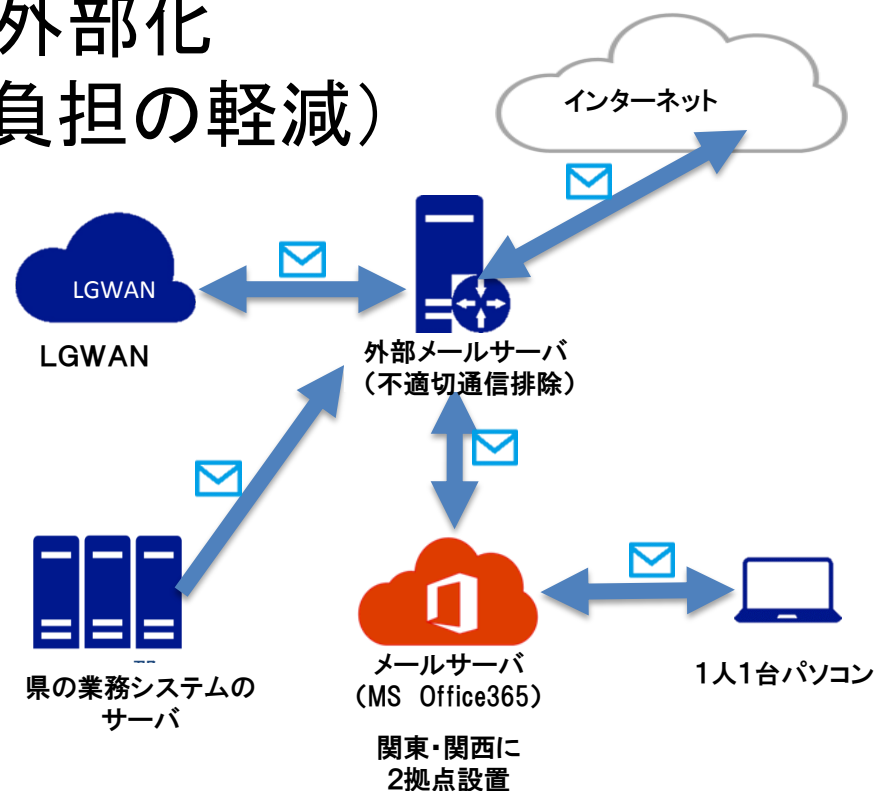 外部化
負担の軽減）
インターネット
LGWAN
LGWAN
外部メールサーバ
（不適切通信排除）
県の業務システムの
サーバ
メールサーバ
（MS Office365）
関東・関西に
2拠点設置
1人1台パソコン